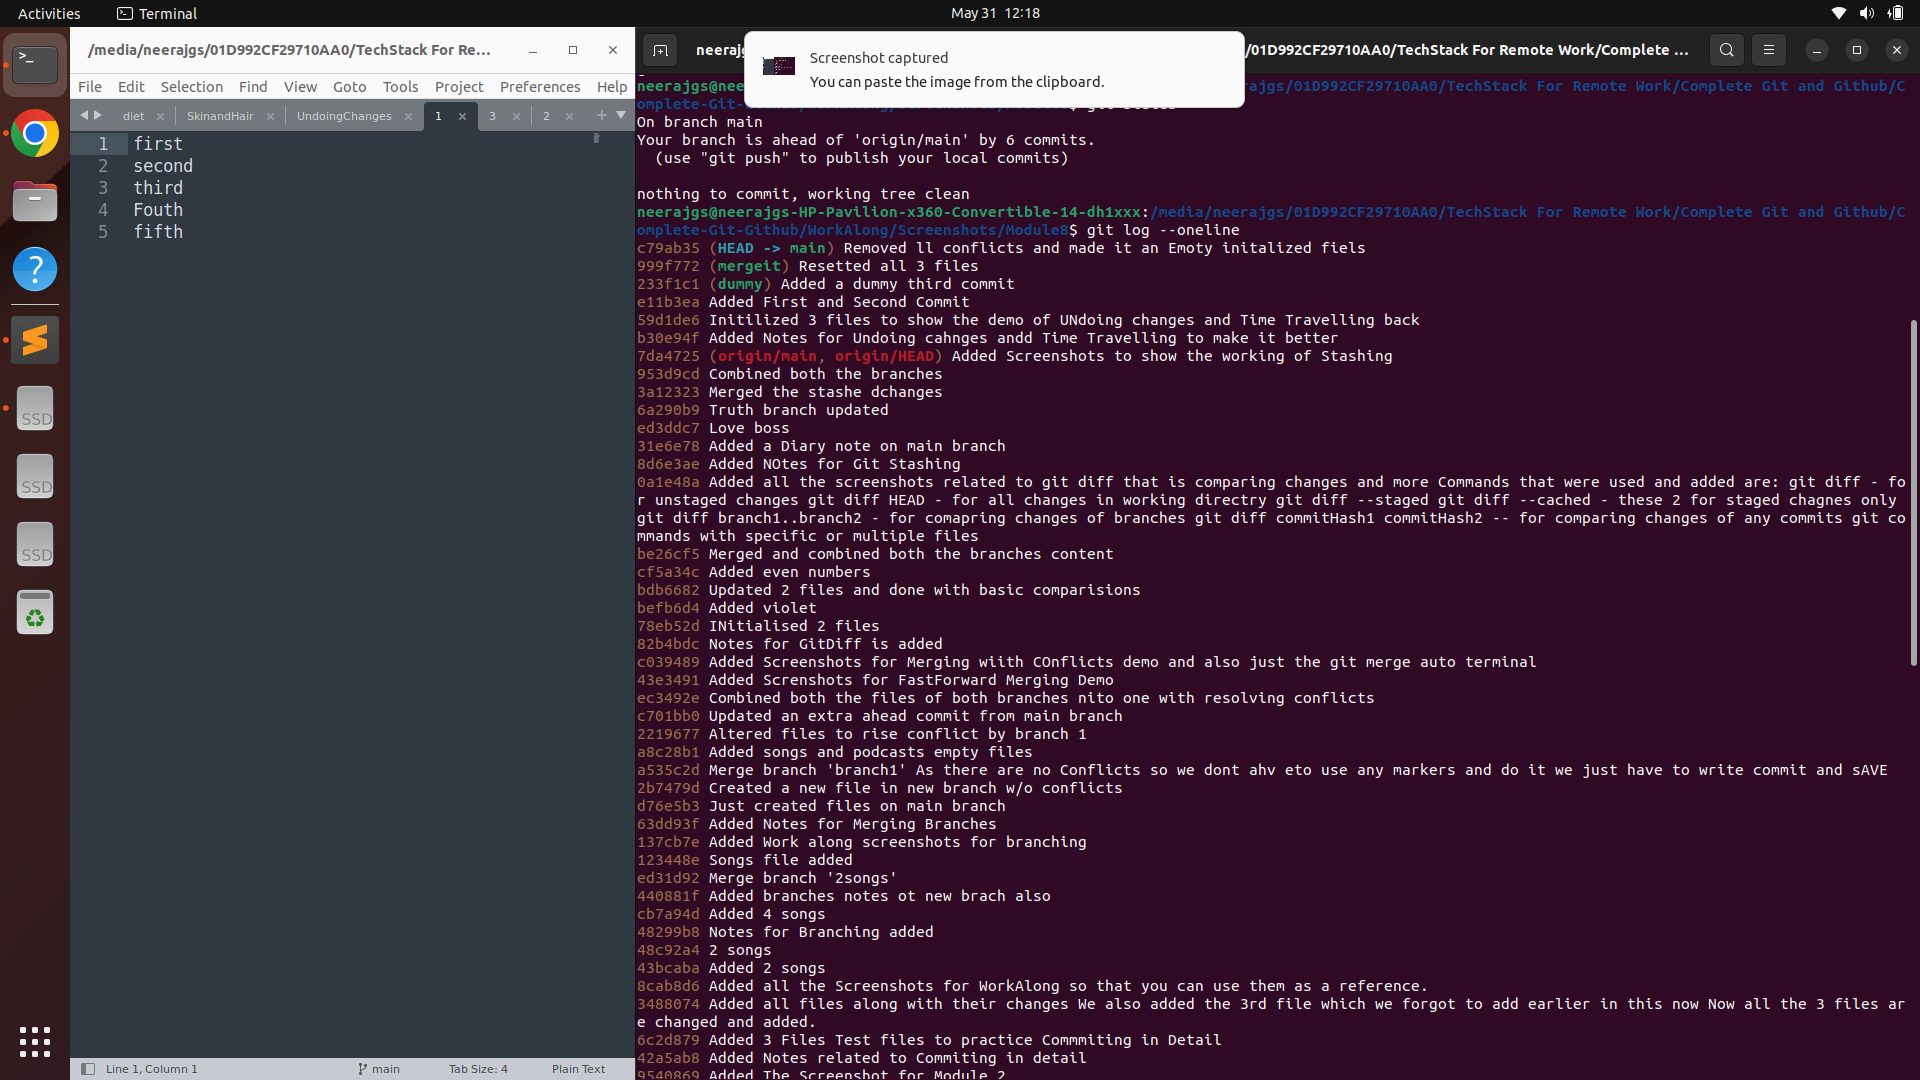 Activities
Terminal
May 31 12:18
/media/neerajgs/01D992CF29710AA0/TechStack For Re...
File Edit Selection Find View Goto Tools Project Preferences Help
diet SkinandHair UndoingChanges 1 3 2
1 first
2 second
3 third
4 Fouth
5 fifth
SSD
SSD
SSD
Line 1, Column 1 main Tab Size: 4 Plain Text
neerajg
/01D992CF29710AA0/TechStack For Remote Work/Complete ...
Screenshot captured
You can paste the image from the clipboard.
neerajgs@nee rajgs/01D992CF29710AA0/TechStack For Remote Work/Complete Git and Github/C
omplete-Git-
On branch main
Your branch is ahead of 'origin/main' by 6 commits.
(use "git push" to publish your local commits)
nothing to commit, working tree clean
neerajgs@neerajgs-HP-Pavilion-x360-Convertible-14-dh1xxx:/media/neerajgs/01D992CF29710AA0/TechStack For Remote Work/Complete Git and Github/C
omplete-Git-Github/WorkAlong/Screenshots/Module8$ git log --oneline
c79ab35 (HEAD -> main) Removed ll conflicts and made it an Emoty initalized fiels
999f772 (mergeit) Resetted all 3 files
233f1c1 (dummy) Added a dummy third commit
e11b3ea Added First and Second Commit
59d1de6 Initilized 3 files to show the demo of UNdoing changes and Time Travelling back
b30e94f Added Notes for Undoing cahnges andd Time Travelling to make it better
7da4725 (origin/main, origin/HEAD) Added Screenshots to show the working of Stashing
953d9cd Combined both the branches
3a12323 Merged the stashe dchanges
6a290b9 Truth branch updated
ed3ddc7 Love boss
31e6e78 Added a Diary note on main branch
8d6e3ae Added NOtes for Git Stashing
0a1e48a Added all the screenshots related to git diff that is comparing changes and more Commands that were used and added are: git diff - fo
r unstaged changes git diff HEAD - for all changes in working directry git diff --staged git diff --cached - these 2 for staged chagnes only
git diff branch1..branch2 - for comapring changes of branches git diff commitHash1 commitHash2 -- for comparing changes of any commits git co
mmands with specific or multiple files
be26cf5 Merged and combined both the branches content
cf5a34c Added even numbers
bdb6682 Updated 2 files and done with basic comparisions
befb6d4 Added violet
78eb52d INitialised 2 files
82b4bdc Notes for GitDiff is added
c039489 Added Screenshots for Merging wiith COnflicts demo and also just the git merge auto terminal
43e3491 Added Screnshots for FastForward Merging Demo
ec3492e Combined both the files of both branches nito one with resolving conflicts
c701bb0 Updated an extra ahead commit from main branch
2219677 Altered files to rise conflict by branch 1
a8c28b1 Added songs and podcasts empty files
a535c2d Merge branch 'branch1' As there are no Conflicts so we dont ahv eto use any markers and do it we just have to write commit and sAVE
2b7479d Created a new file in new branch w/o conflicts
d76e5b3 Just created files on main branch
63dd93f Added Notes for Merging Branches
137cb7e Added Work along screenshots for branching
123448e Songs file added
ed31d92 Merge branch '2songs'
440881f Added branches notes ot new brach also
cb7a94d Added 4 songs
48299b8 Notes for Branching added
48c92a4 2 songs
43bcaba Added 2 songs
8cab8d6 Added all the Screenshots for WorkAlong so that you can use them as a reference.
3488074 Added all files along with their changes We also added the 3rd file which we forgot to add earlier in this now Now all the 3 files ar
e changed and added.
6c2d879 Added 3 Files Test files to practice Commmiting in Detail
42a5ab8 Added Notes related to Commiting in detail
9540869 Added The Screenshot for Module 2